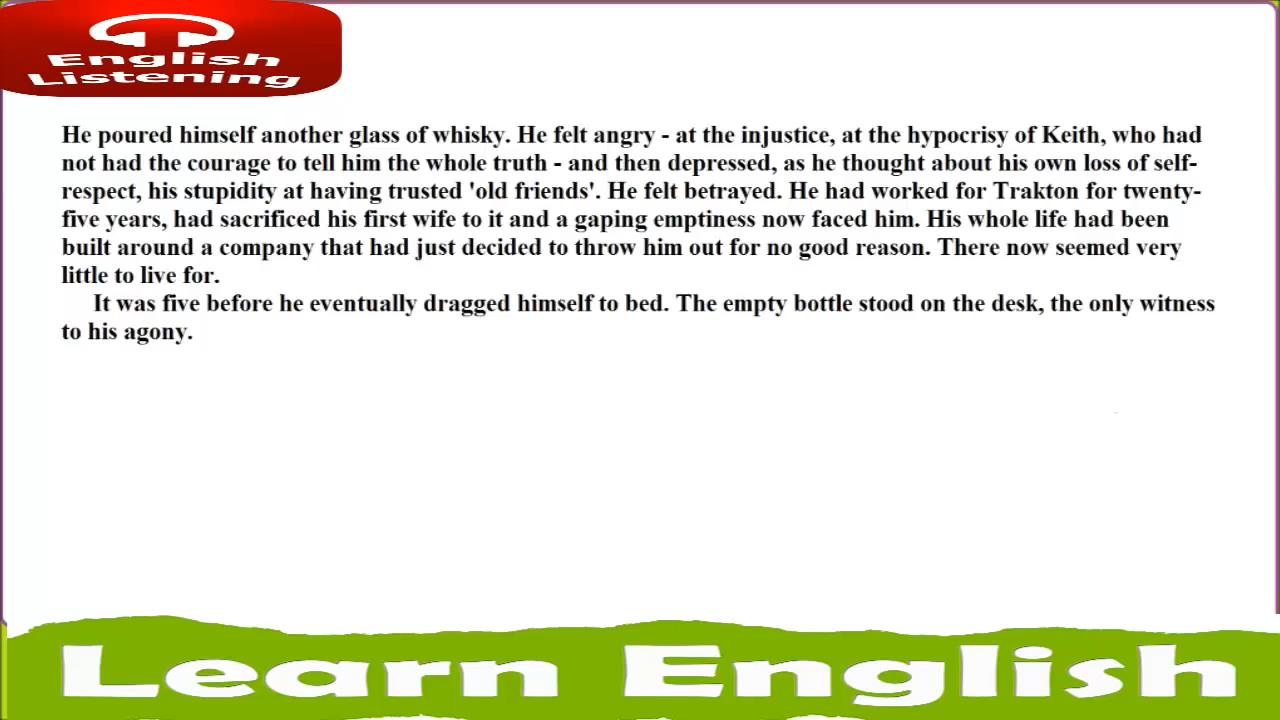 English
Listening
He poured himself another glass of whisky. He felt angry - at the injustice, at the hypocrisy of Keith, who had
not had the courage to tell him the whole truth - and then depressed, as he thought about his own loss of self-
respect, his stupidity at having trusted 'old friends'. He felt betrayed. He had worked for Trakton for twenty-
five years, had sacrificed his first wife to it and a gaping emptiness now faced him. His whole life had been
built around a company that had just decided to throw him out for no good reason. There now seemed very
little to live for.
It was five before he eventually dragged himself to bed. The empty bottle stood on the desk, the only witness
to his agony.
Learn English